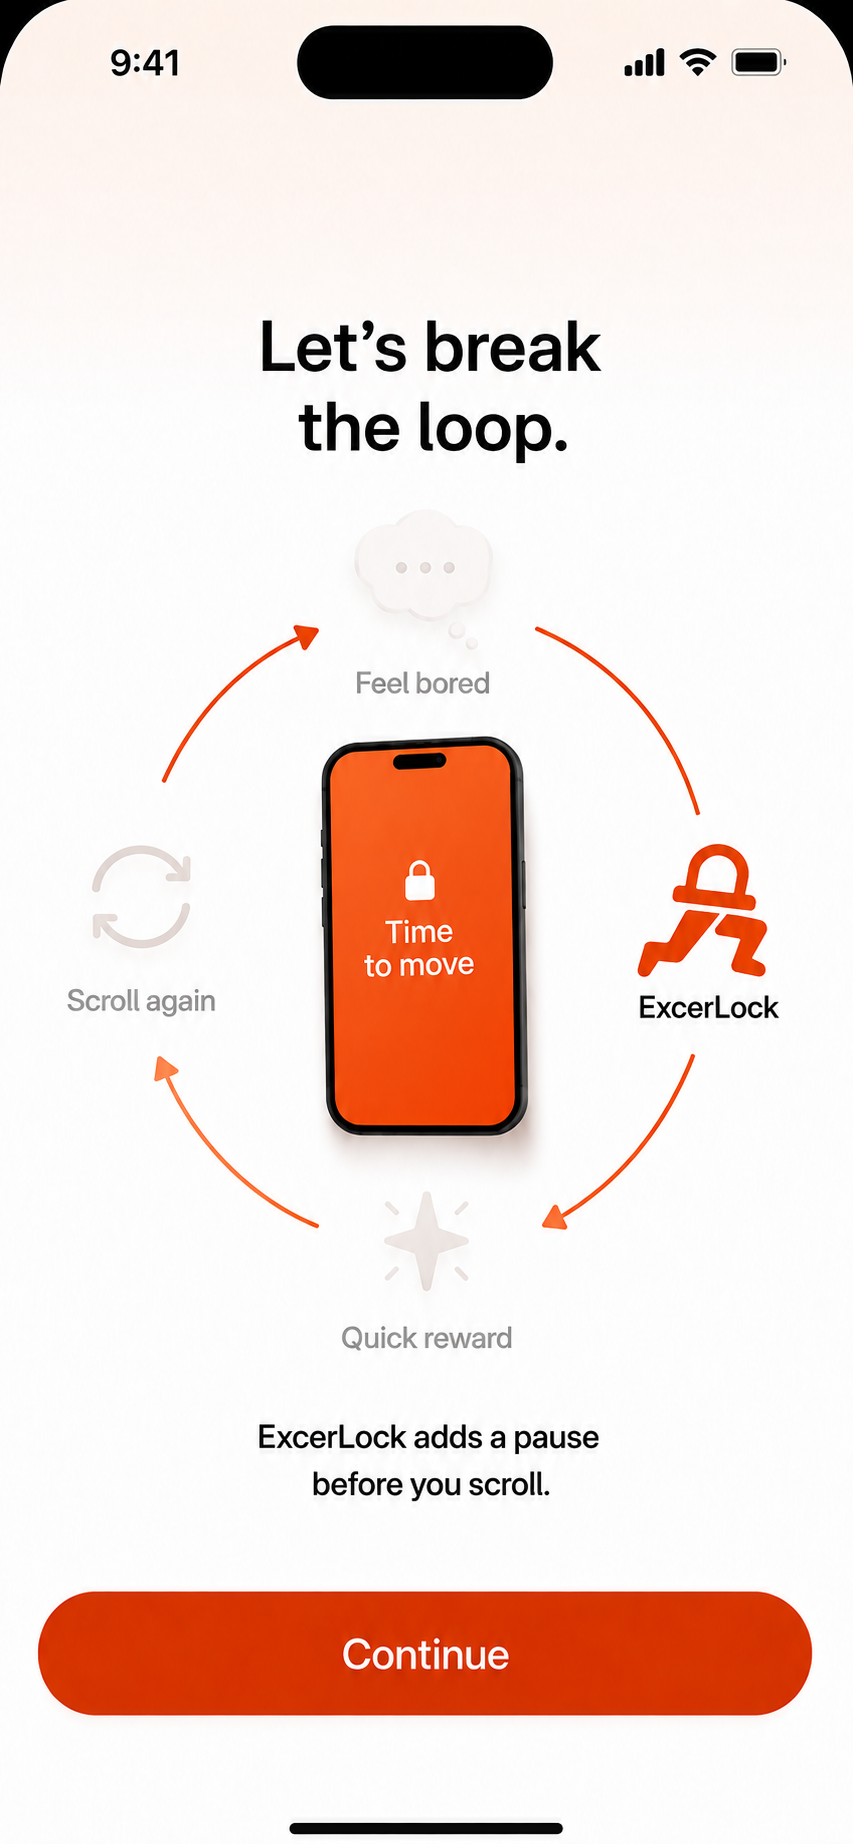 9:41
Let’s break
the loop.
Feel bored
Time
to move
Scroll again
ExcerLock
Quick reward
ExcerLock adds a pause
before you scroll.
Continue